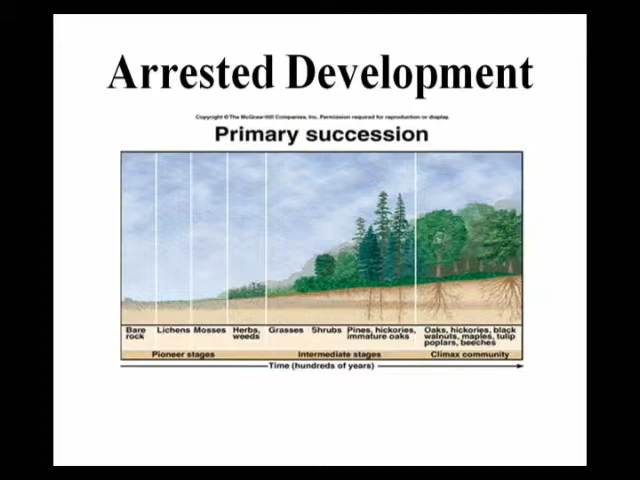 Arrested Development
Copyright © The McGraw-Hill Companies, Inc. Permission required for reproduction or display.
Primary succession
Bare rock
Lichens
Mosses
Herbs, weeds
Grasses
Shrubs
Pines, hickories, immature oaks
Oaks, hickories, black walnuts, maples, tulip poplars, beeches
Pioneer stages
Intermediate stages
Climax community
Time (hundreds of years)